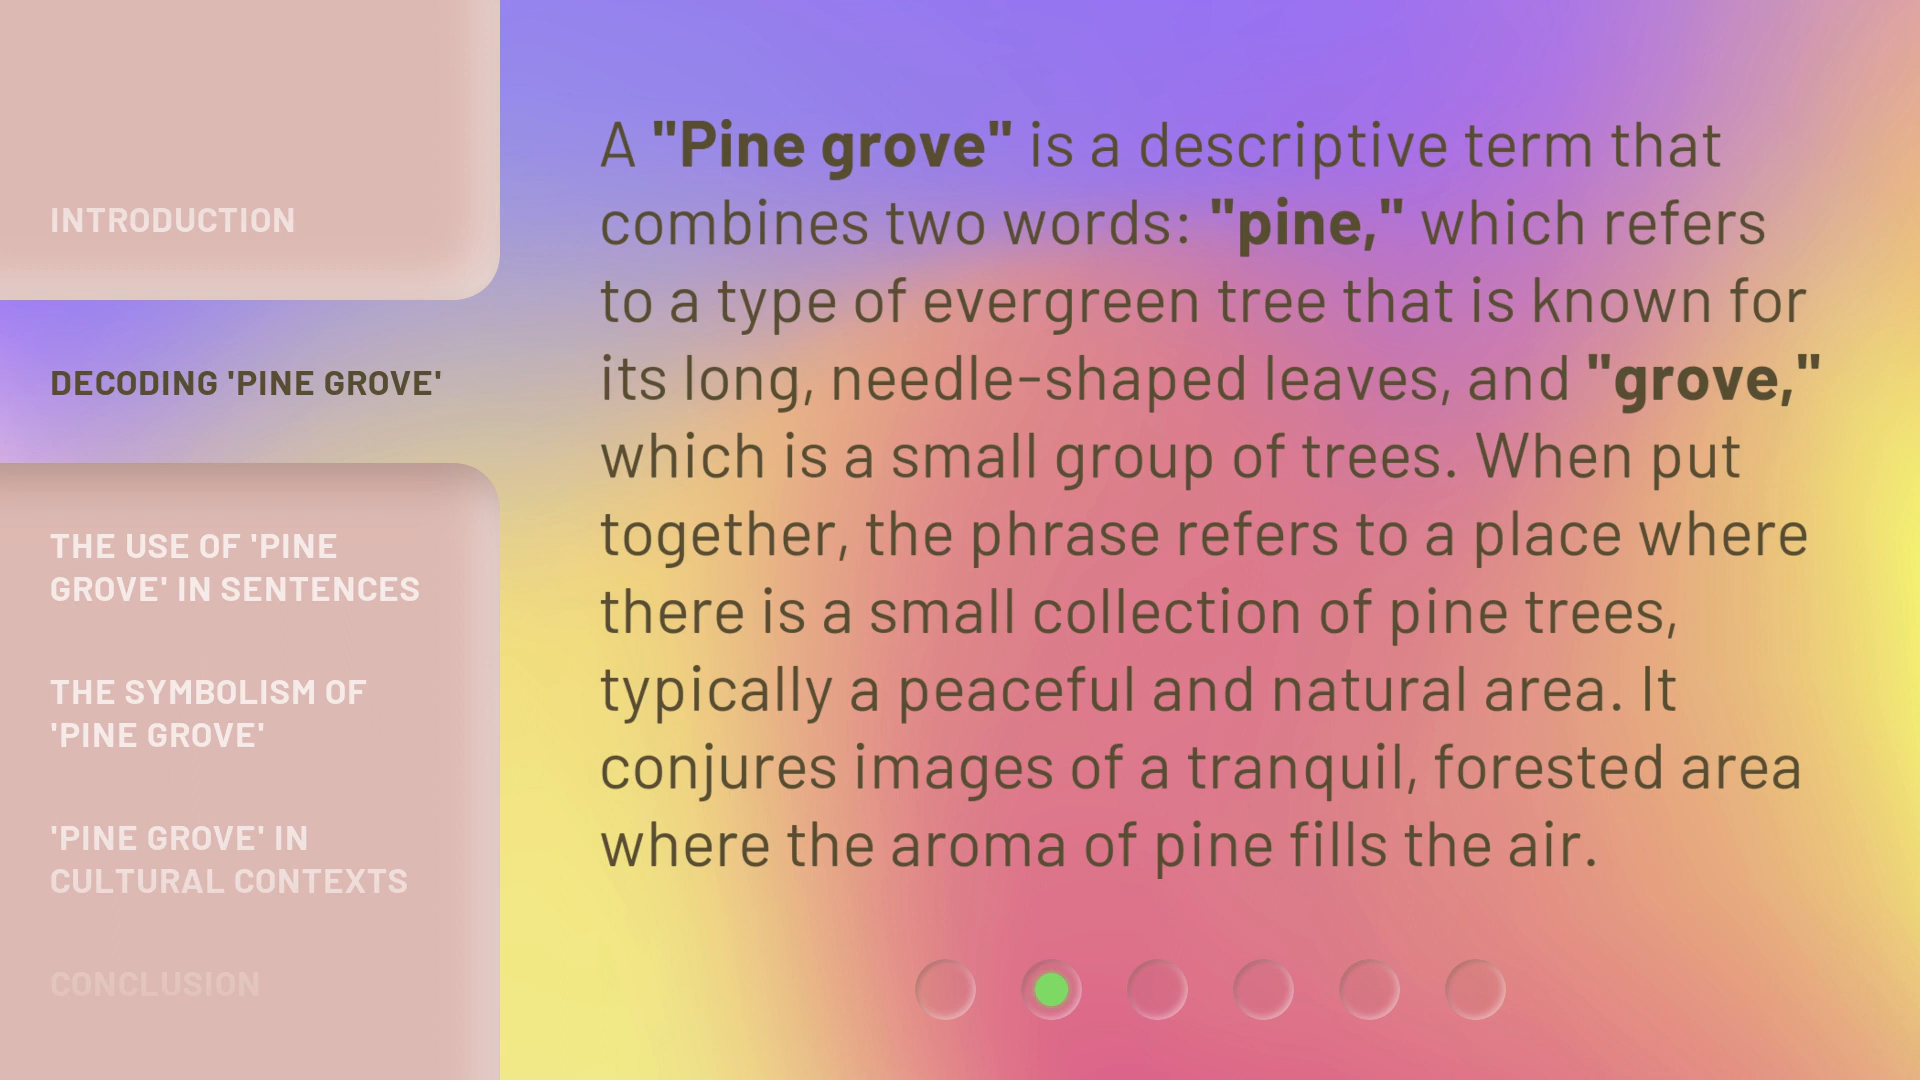 INTRODUCTION
DECODING 'PINE GROVE'
THE USE OF 'PINE
GROVE' IN SENTENCES
THE SYMBOLISM OF
'PINE GROVE'
'PINE GROVE' IN
CULTURAL CONTEXTS
CONCLUSION
A "Pine grove" is a descriptive term that
combines two words: "pine," which refers
to a type of evergreen tree that is known for
its long, needle-shaped leaves, and "grove,"
which is a small group of trees. When put
together, the phrase refers to a place where
there is a small collection of pine trees,
typically a peaceful and natural area. It
conjures images of a tranquil, forested area
where the aroma of pine fills the air.